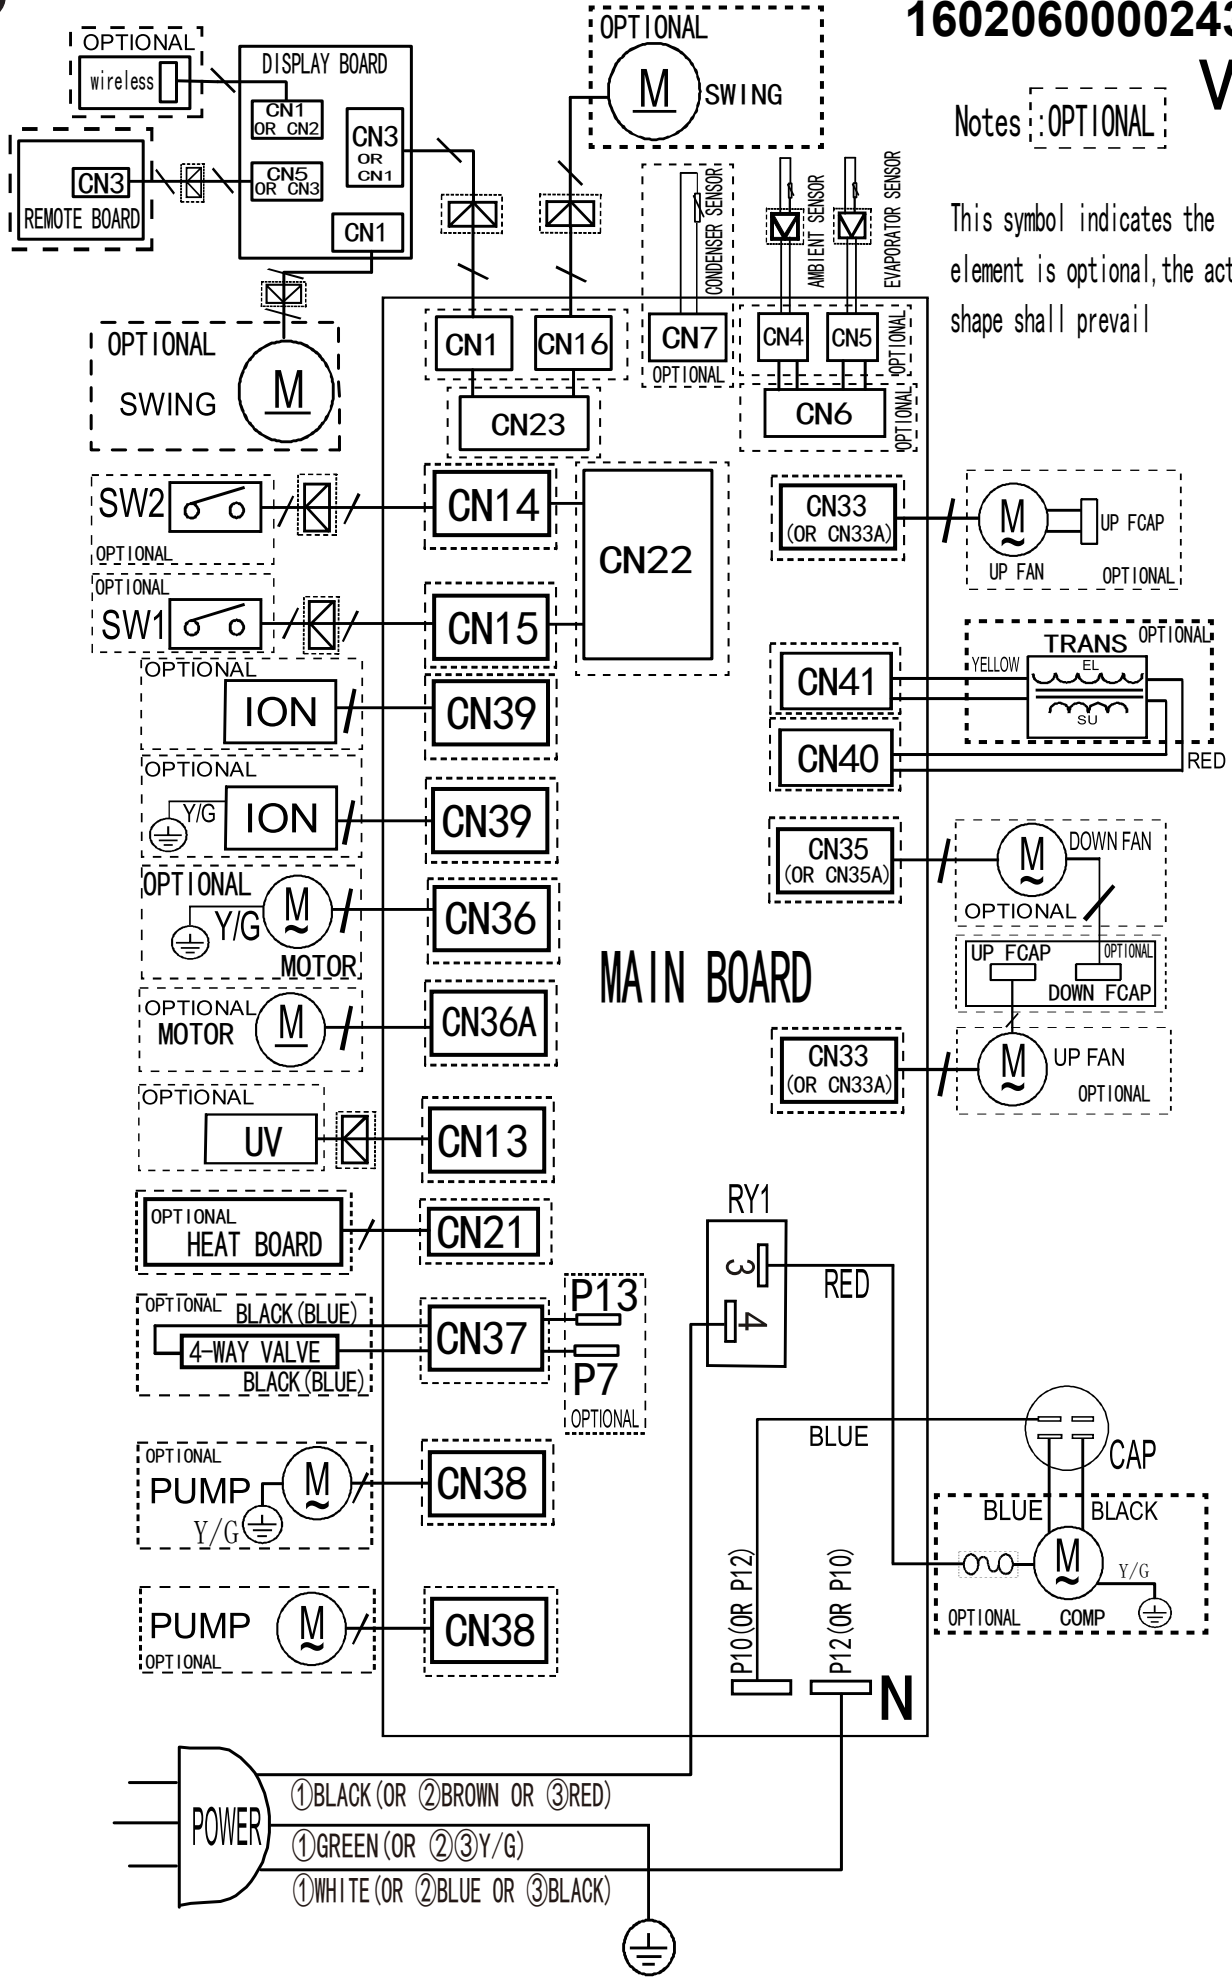 1602060000243
V
Notes :OPTIONAL
This symbol indicates the
element is optional,the act
shape shall prevail
OPTIONAL
wireless
DISPLAY BOARD
CN1
OR CN2
CN3
OR
CN1
CN5
OR CN3
CN1
CN3
REMOTE BOARD
OPTIONAL
M
SWING
OPTIONAL
SWING
M
CONDENSER SENSOR
AMBIENT SENSOR
EVAPORATOR SENSOR
CN1
CN16
CN23
CN7
OPTIONAL
CN4
CN5
OPTIONAL
CN6
OPTIONAL
SW2
OPTIONAL
CN14
CN22
OPTIONAL
SW1
CN15
OPTIONAL
ION
CN39
OPTIONAL
Y/G
ION
CN39
OPTIONAL
Y/G
M
~
MOTOR
CN36
OPTIONAL
MOTOR
M
CN36A
OPTIONAL
UV
CN13
OPTIONAL
HEAT BOARD
CN21
OPTIONAL
BLACK(BLUE)
4-WAY VALVE
BLACK(BLUE)
CN37
P13
P7
OPTIONAL
OPTIONAL
PUMP
M
~
Y/G
CN38
PUMP
OPTIONAL
M
~
CN38
MAIN BOARD
CN33
(OR CN33A)
M
~
UP FCAP
UP FAN
OPTIONAL
CN41
YELLOW
TRANS
OPTIONAL
EL
SU
CN40
RED
CN35
(OR CN35A)
M
~
DOWN FAN
OPTIONAL
UP FCAP
OPTIONAL
DOWN FCAP
CN33
(OR CN33A)
M
~
UP FAN
OPTIONAL
RY1
3
4
RED
BLUE
CAP
BLUE
BLACK
M
~
Y/G
OPTIONAL
COMP
P10(OR P12)
P12(OR P10)
N
POWER
①BLACK(OR ②BROWN OR ③RED)
①GREEN(OR ②③Y/G)
①WHITE(OR ②BLUE OR ③BLACK)